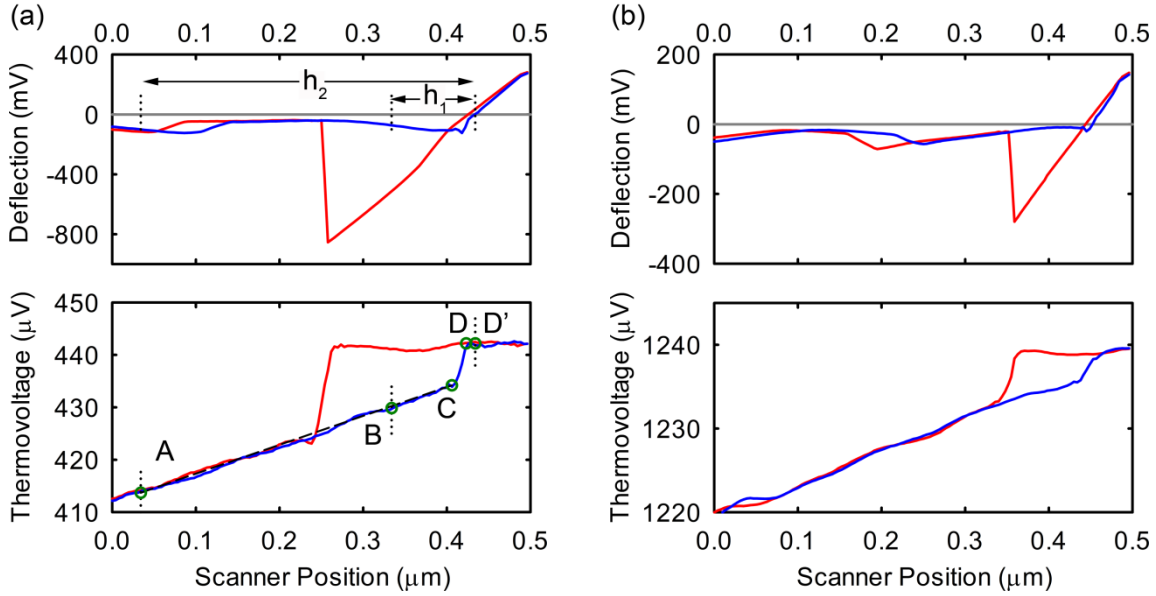 (a)
0.0 0.1 0.2 0.3 0.4 0.5
Deflection (mV)
400
0
-400
-800
h2
h1
Thermovoltage (μV)
450
440
430
420
410
A
B
C
D
D'
0.0 0.1 0.2 0.3 0.4 0.5
Scanner Position (μm)
(b)
0.0 0.1 0.2 0.3 0.4 0.5
Deflection (mV)
200
0
-200
-400
Thermovoltage (μV)
1240
1230
1220
0.0 0.1 0.2 0.3 0.4 0.5
Scanner Position (μm)